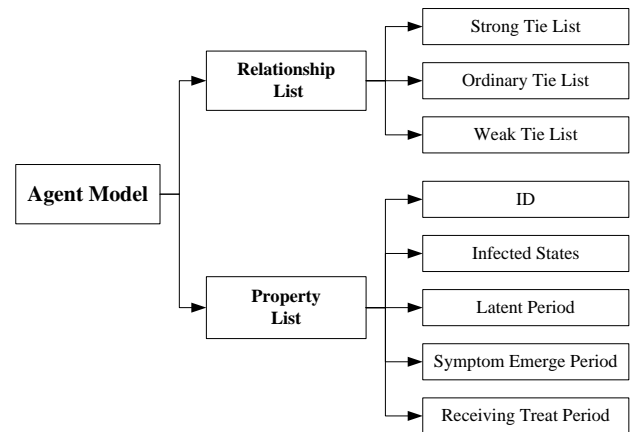 Agent Model
Relationship
List
Strong Tie List
Ordinary Tie List
Weak Tie List
Property
List
ID
Infected States
Latent Period
Symptom Emerge Period
Receiving Treat Period